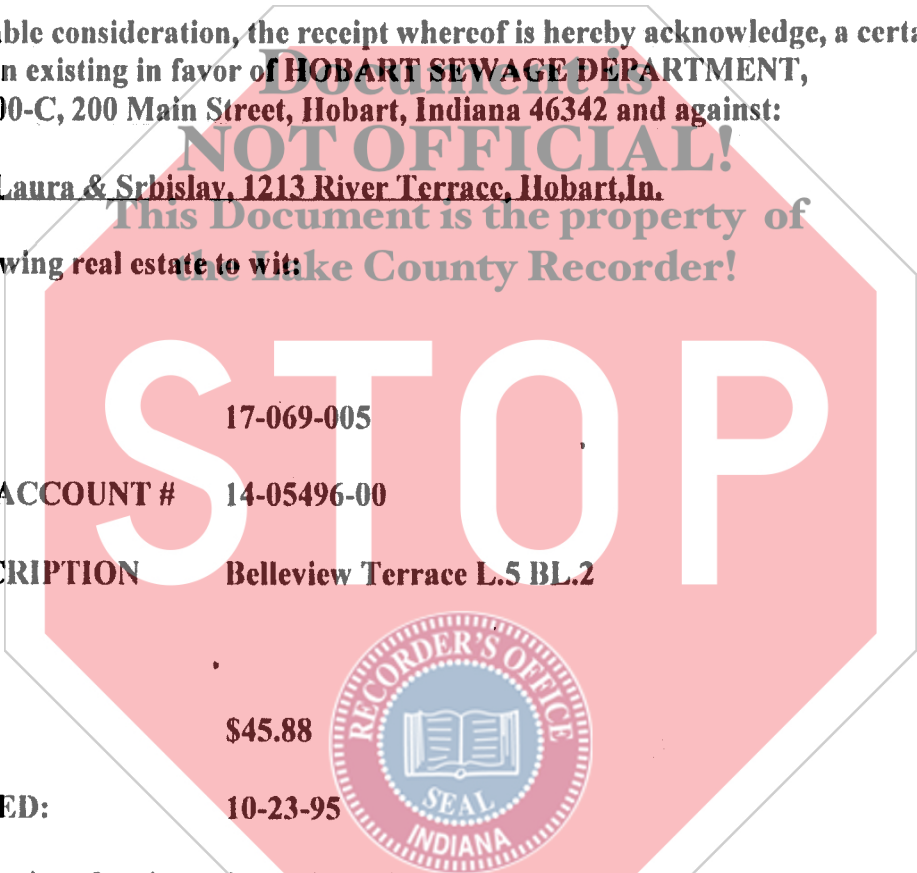 ble consideration, the receipt whereof is hereby acknowledge, a certa
n existing in favor of HOBART SEWAGE DEPARTMENT,
00-C, 200 Main Street, Hobart, Indiana 46342 and against:
Laura & Srbislav, 1213 River Terrace, Hobart,In.
wing real estate to wit:
Document is
NOT OFFICIAL!
This Document is the property of
the Lake County Recorder!
STOP
17-069-005
ACCOUNT # 14-05496-00
CRIPTION Belleview Terrace L.5 BL.2
$45.88
ED: 10-23-95
RECORDER'S OFFICE
SEAL
INDIANA